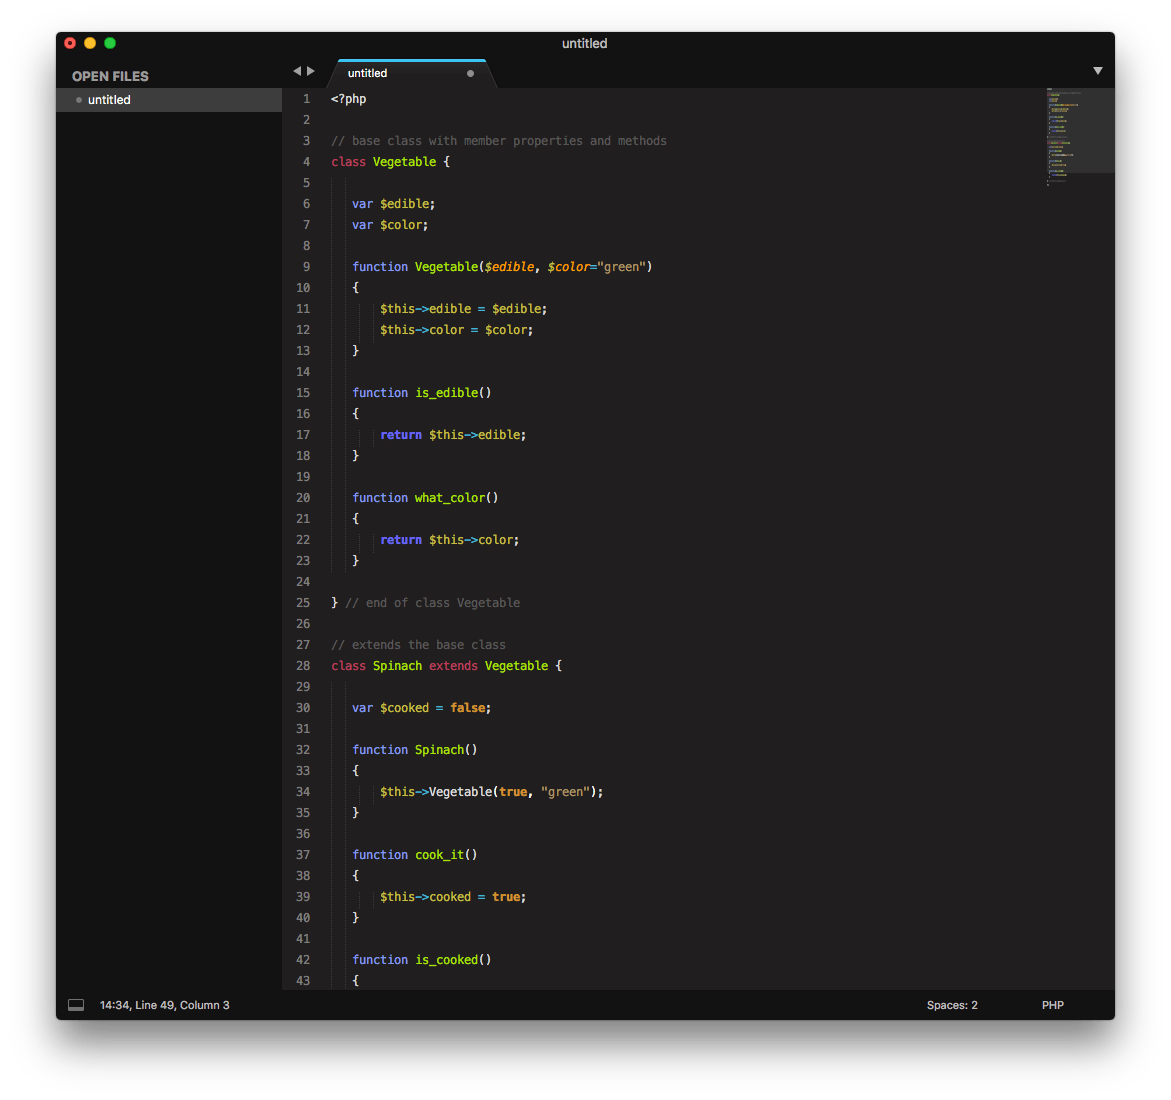 untitled
OPEN FILES
untitled
untitled
1 <?php
2
3 // base class with member properties and methods
4 class Vegetable {
5
6 var $edible;
7 var $color;
8
9 function Vegetable($edible, $color="green")
10 {
11 $this->edible = $edible;
12 $this->color = $color;
13 }
14
15 function is_edible()
16 {
17 return $this->edible;
18 }
19
20 function what_color()
21 {
22 return $this->color;
23 }
24
25 } // end of class Vegetable
26
27 // extends the base class
28 class Spinach extends Vegetable {
29
30 var $cooked = false;
31
32 function Spinach()
33 {
34 $this->Vegetable(true, "green");
35 }
36
37 function cook_it()
38 {
39 $this->cooked = true;
40 }
41
42 function is_cooked()
43 {
14:34, Line 49, Column 3
Spaces: 2
PHP